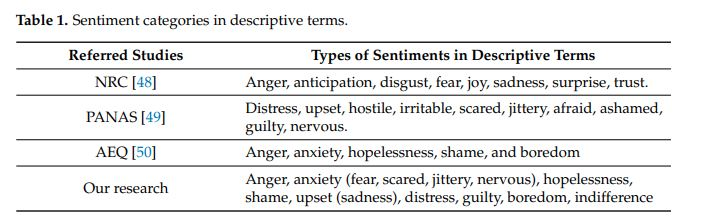 Table 1. Sentiment categories in descriptive terms.
Referred Studies Types of Sentiments in Descriptive Terms
NRC [48] Anger, anticipation, disgust, fear, joy, sadness, surprise, trust.
PANAS [49] Distress, upset, hostile, irritable, scared, jittery, afraid, ashamed,
guilty, nervous.
AEQ [50] Anger, anxiety, hopelessness, shame, and boredom
Our research Anger, anxiety (fear, scared, jittery, nervous), hopelessness,
shame, upset (sadness), distress, guilty, boredom, indifference